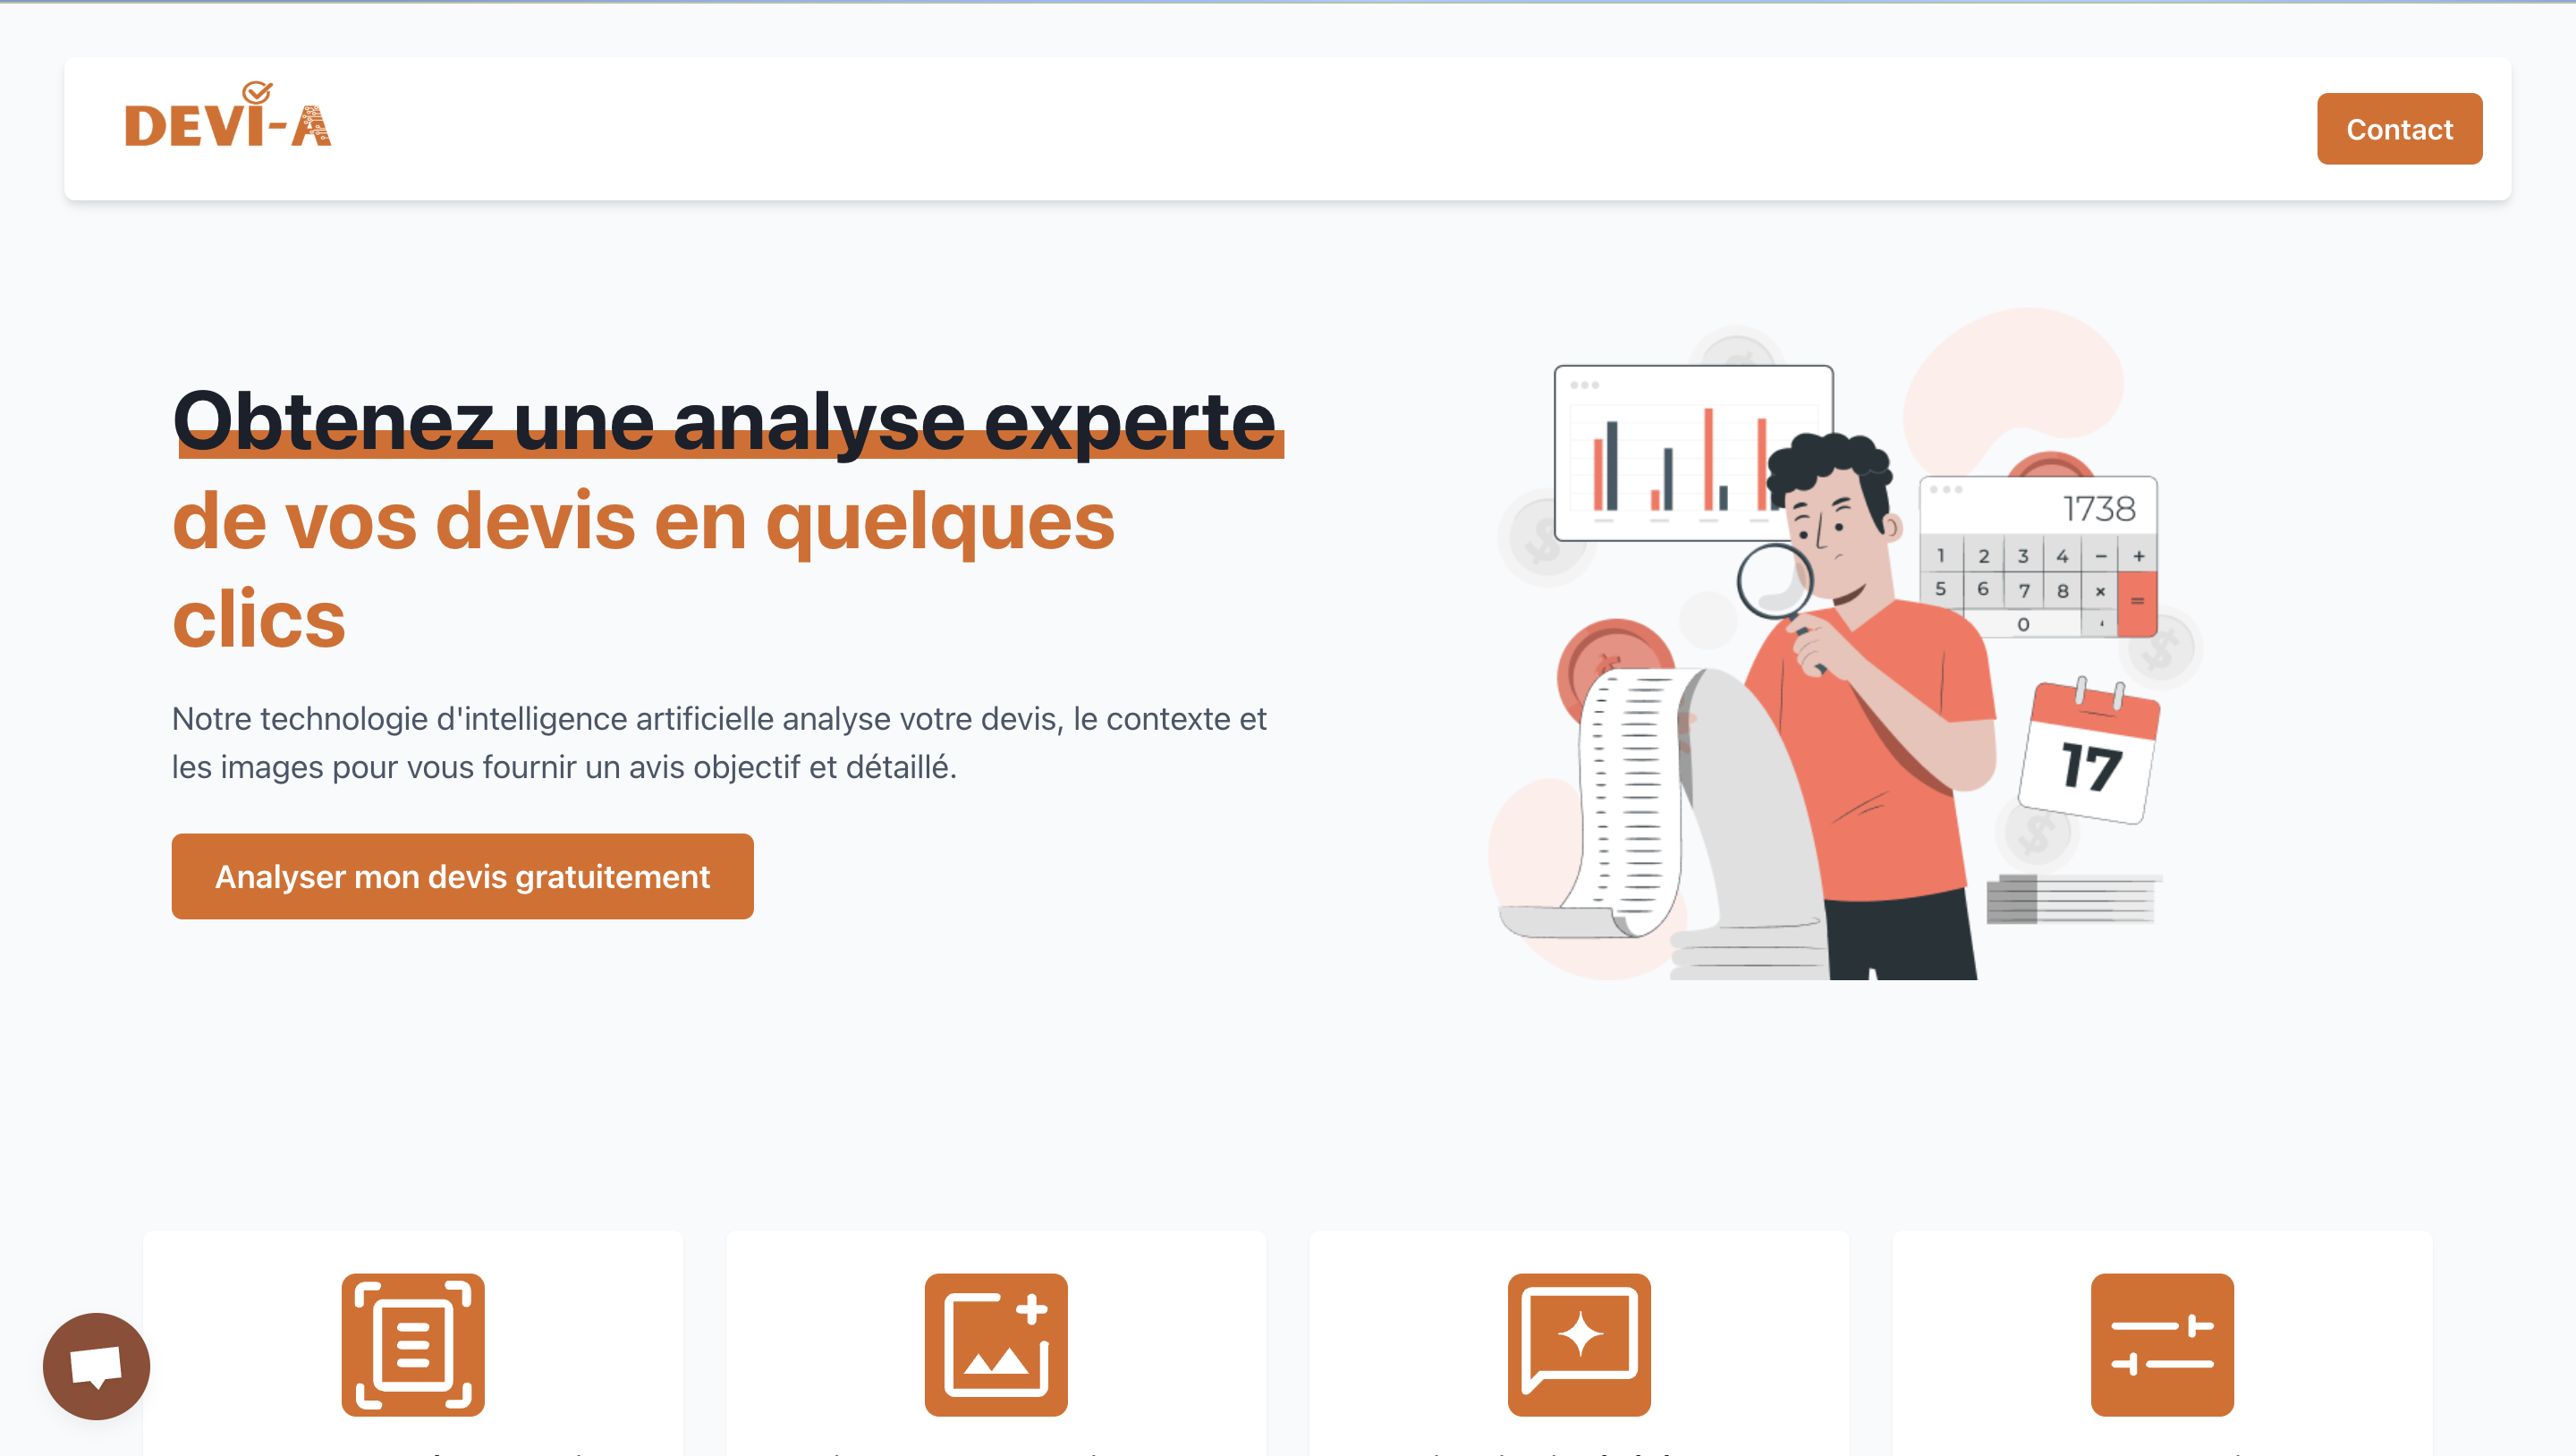 DEVI-A
Contact
Obtenez une analyse experte
de vos devis en quelques
clics
Notre technologie d'intelligence artificielle analyse votre devis, le contexte et
les images pour vous fournir un avis objectif et détaillé.
Analyser mon devis gratuitement
1738
1 2 3 4 − +
5 6 7 8 × =
0
17